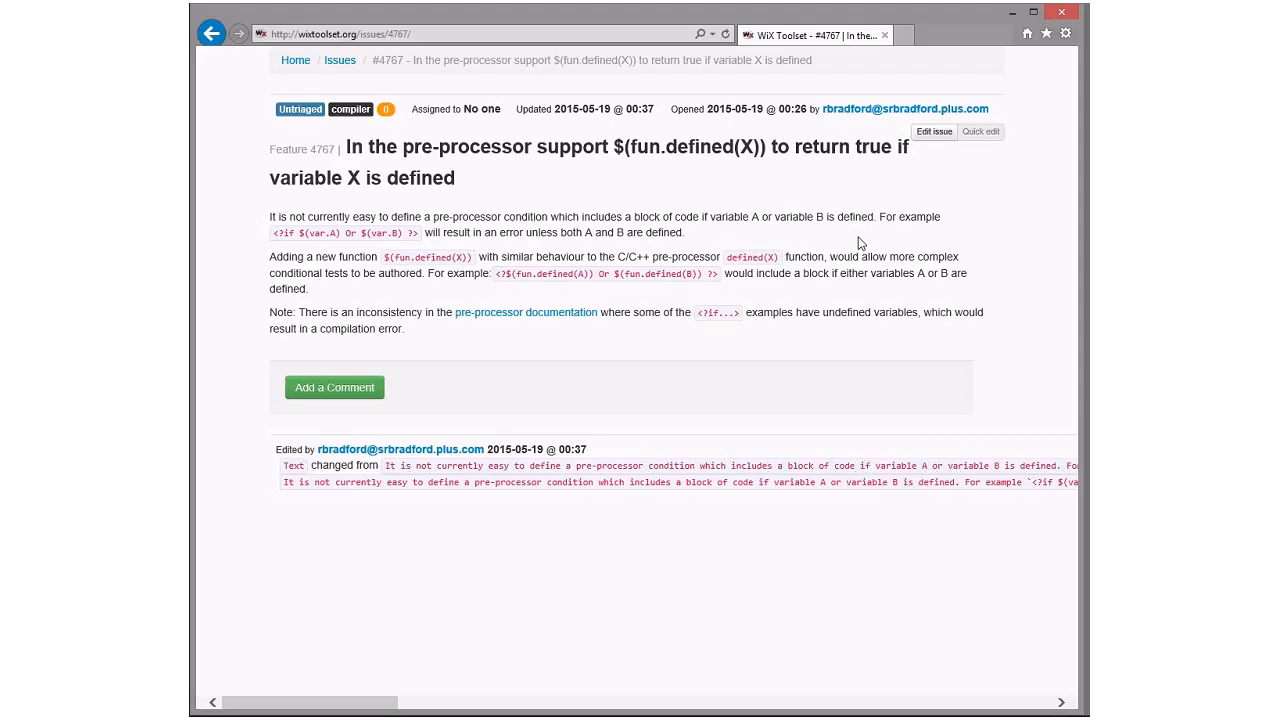 http://wixtoolset.org/issues/4767/
WiX Toolset - #4767 | In the...
Home / Issues / #4767 - In the pre-processor support $(fun.defined(X)) to return true if variable X is defined
Untriaged compiler 0 Assigned to No one Updated 2015-05-19 @ 00:37 Opened 2015-05-19 @ 00:26 by rbradford@srbradford.plus.com
Edit issue Quick edit
Feature 4767 | In the pre-processor support $(fun.defined(X)) to return true if
variable X is defined
It is not currently easy to define a pre-processor condition which includes a block of code if variable A or variable B is defined. For example
<?if $(var.A) Or $(var.B) ?> will result in an error unless both A and B are defined.
Adding a new function $(fun.defined(X)) with similar behaviour to the C/C++ pre-processor defined(X) function, would allow more complex
conditional tests to be authored. For example: <?$(fun.defined(A)) Or $(fun.defined(B)) ?> would include a block if either variables A or B are
defined.
Note: There is an inconsistency in the pre-processor documentation where some of the <?if...> examples have undefined variables, which would
result in a compilation error.
Add a Comment
Edited by rbradford@srbradford.plus.com 2015-05-19 @ 00:37
Text changed from It is not currently easy to define a pre-processor condition which includes a block of code if variable A or variable B is defined. Fo
It is not currently easy to define a pre-processor condition which includes a block of code if variable A or variable B is defined. For example `<?if $(va